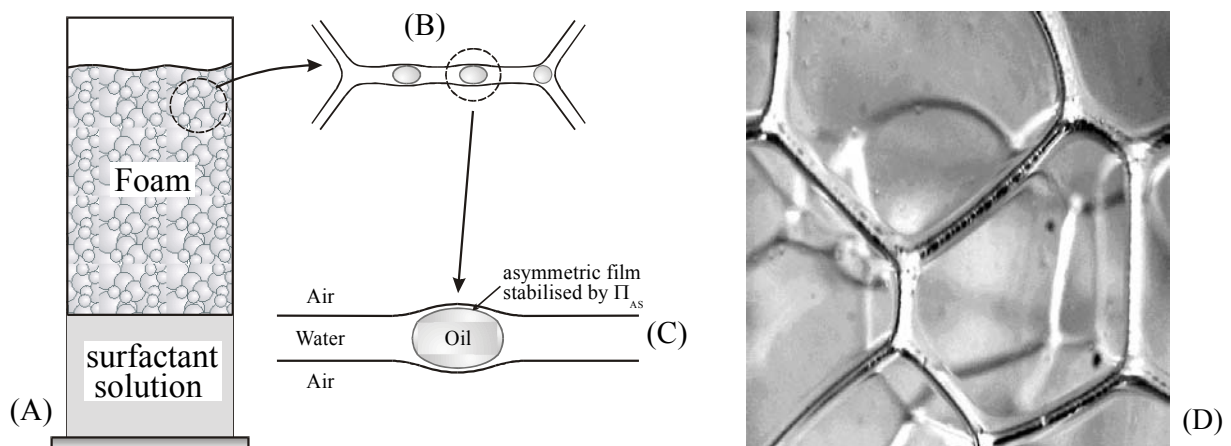 (A)
Foam
surfactant
solution
(B)
asymmetric film
stabilised by Π_AS
Air
Water
Oil
Air
(C)
(D)